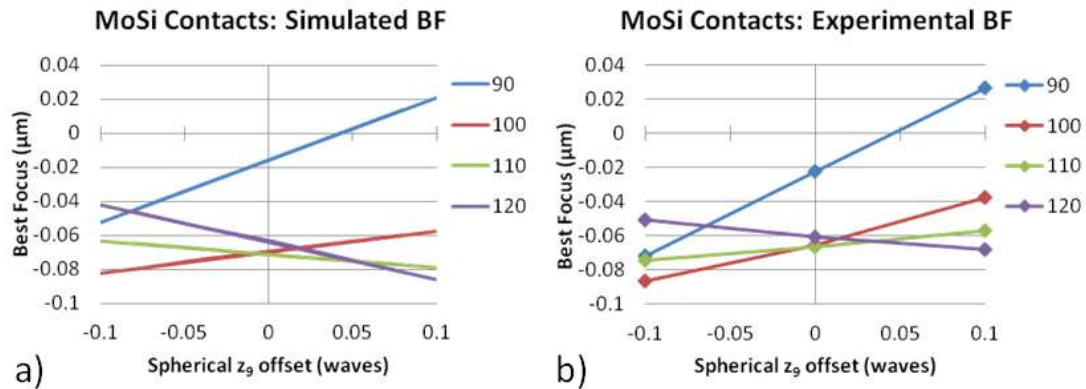 MoSi Contacts: Simulated BF
0.04
0.02
0
-0.02
-0.04
-0.06
-0.08
-0.1
Best Focus (µm)
-0.1 -0.05 0 0.05 0.1
Spherical z9 offset (waves)
90
100
110
120
a)
MoSi Contacts: Experimental BF
0.04
0.02
0
-0.02
-0.04
-0.06
-0.08
-0.1
Best Focus (µm)
-0.1 -0.05 0 0.05 0.1
Spherical z9 offset (waves)
90
100
110
120
b)